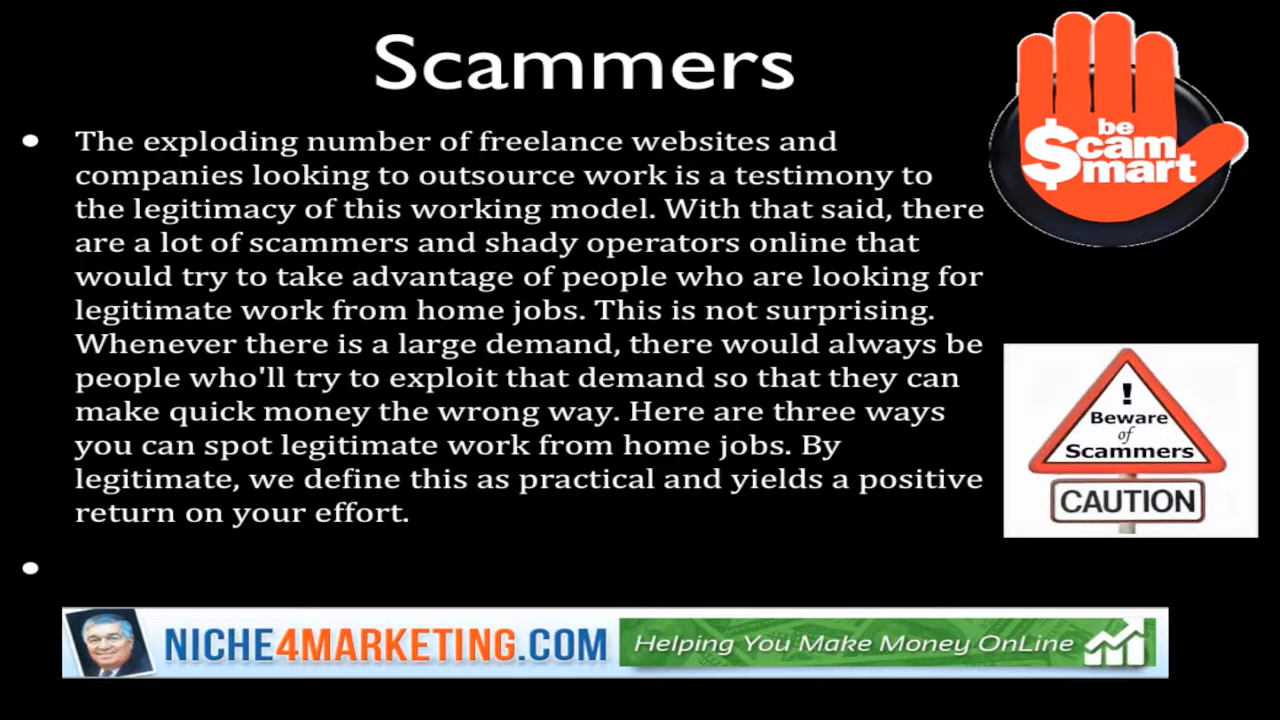 Scammers
• The exploding number of freelance websites and
companies looking to outsource work is a testimony to
the legitimacy of this working model. With that said, there
are a lot of scammers and shady operators online that
would try to take advantage of people who are looking for
legitimate work from home jobs. This is not surprising.
Whenever there is a large demand, there would always be
people who'll try to exploit that demand so that they can
make quick money the wrong way. Here are three ways
you can spot legitimate work from home jobs. By
legitimate, we define this as practical and yields a positive
return on your effort.
•
be
$cam
$mart
!
Beware
of
Scammers
CAUTION
NICHE4MARKETING.COM
Helping You Make Money OnLine